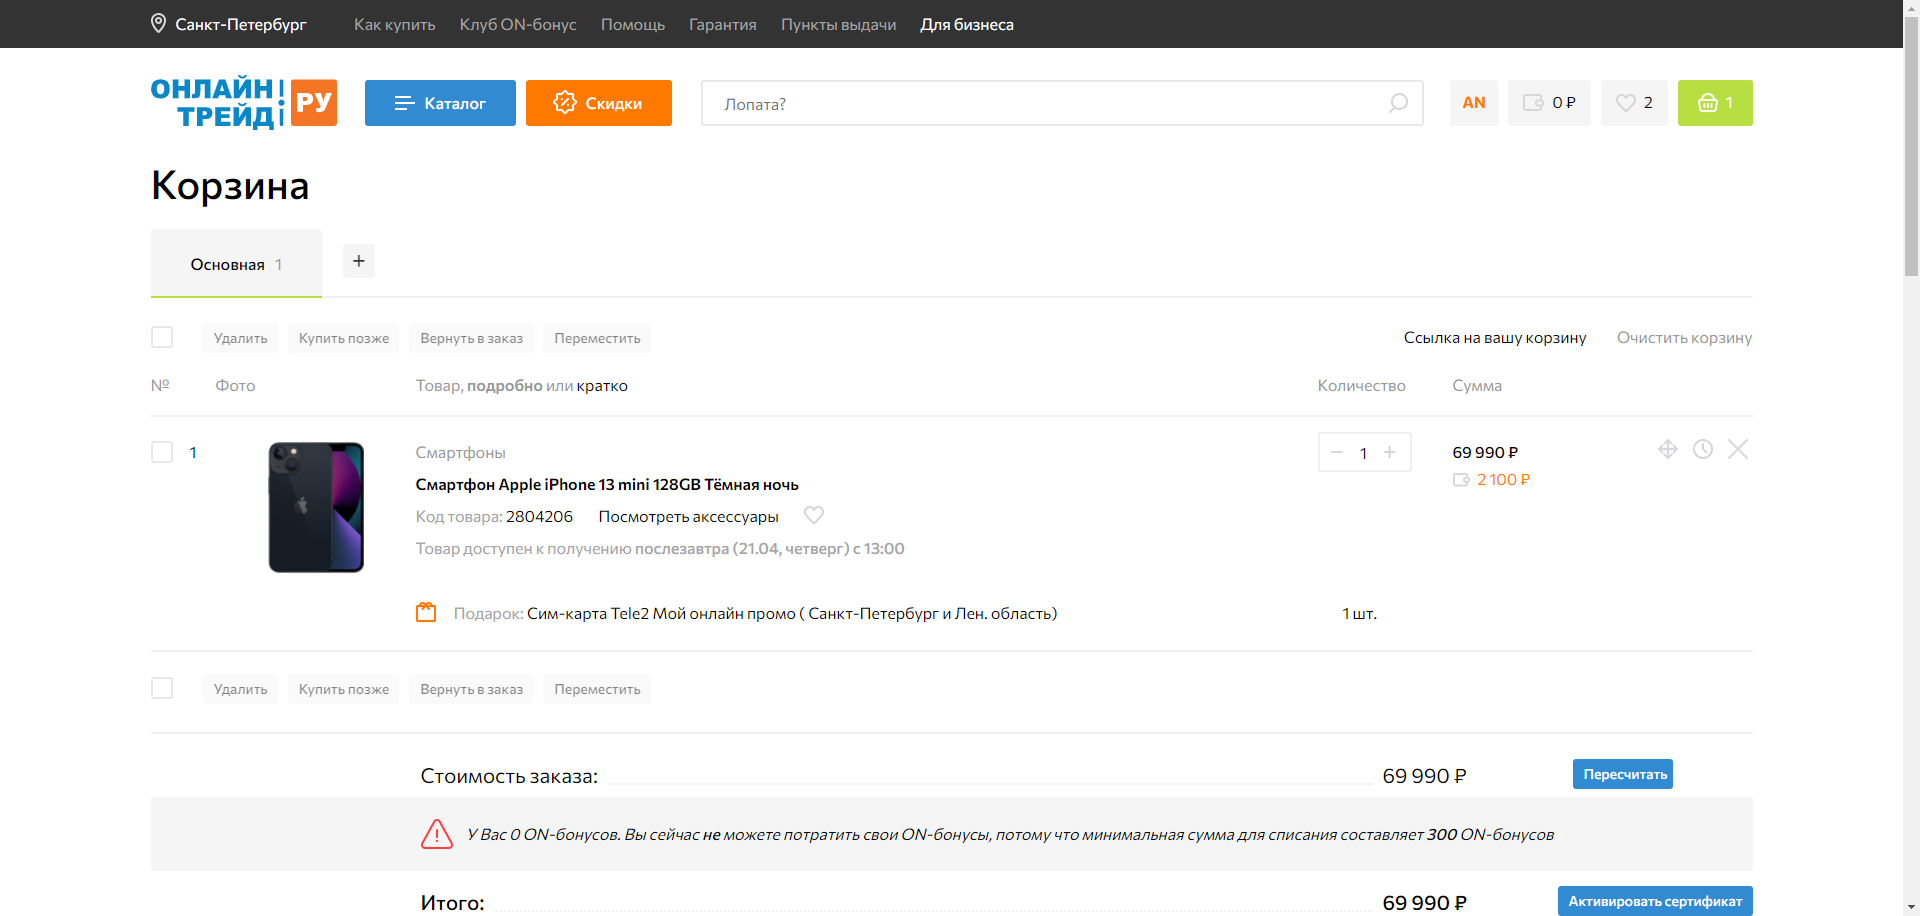 Санкт-Петербург Как купить Клуб ON-бонус Помощь Гарантия Пункты выдачи Для бизнеса
ОНЛАЙН ТРЕЙД РУ Каталог Скидки Лопата? AN 0 ₽ 2 1
Корзина
Основная 1 +
Удалить Купить позже Вернуть в заказ Переместить Ссылка на вашу корзину Очистить корзину
№ Фото Товар, подробно или кратко Количество Сумма
1 Смартфоны 1 69 990 ₽
2 100 ₽
Смартфон Apple iPhone 13 mini 128GB Тёмная ночь
Код товара: 2804206 Посмотреть аксессуары
Товар доступен к получению послезавтра (21.04, четверг) с 13:00
Подарок: Сим-карта Tele2 Мой онлайн промо ( Санкт-Петербург и Лен. область) 1 шт.
Удалить Купить позже Вернуть в заказ Переместить
Стоимость заказа: 69 990 ₽ Пересчитать
У Вас 0 ON-бонусов. Вы сейчас не можете потратить свои ON-бонусы, потому что минимальная сумма для списания составляет 300 ON-бонусов
Итого: 69 990 ₽ Активировать сертификат